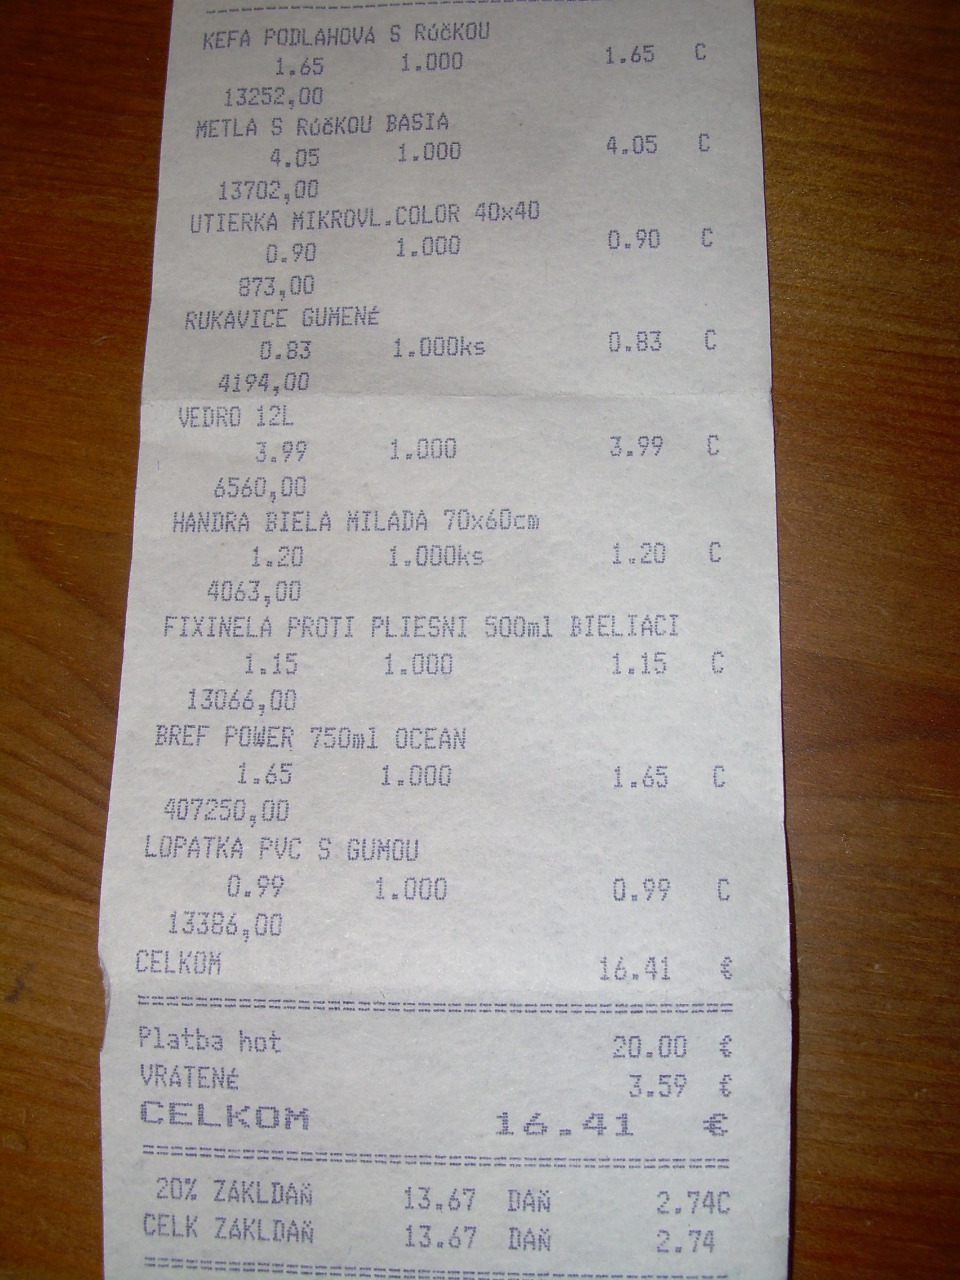 KEFA PODLAHOVÁ S RÚČKOU
1.65 1.000 1.65 C
13252,00
METLA S RÚČKOU BASIA
4.05 1.000 4.05 C
13702,00
UTIERKA MIKROVL.COLOR 40x40
0.90 1.000 0.90 C
873,00
RUKAVICE GUMENÉ
0.83 1.000ks 0.83 C
4194,00
VEDRO 12L
3.99 1.000 3.99 C
6560,00
HANDRA BIELA MILADA 70x60cm
1.20 1.000ks 1.20 C
4063,00
FIXINELA PROTI PLIESNI 500ml BIELIACI
1.15 1.000 1.15 C
13066,00
BREF POWER 750ml OCEAN
1.65 1.000 1.65 C
407250,00
LOPATKA PVC S GUMOU
0.99 1.000 0.99 C
13386,00
CELKOM 16.41 €
Platba hot 20.00 €
VRÁTENÉ 3.59 €
CELKOM 16.41 €
20% ZÁKLDAŇ 13.67 DAŇ 2.74C
CELK ZÁKLDAŇ 13.67 DAŇ 2.74